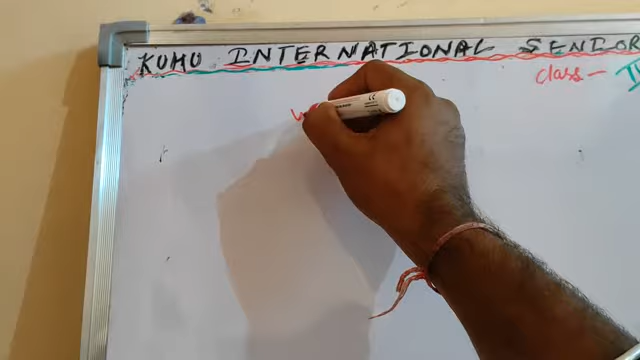 KUMU INTERNATIONAL SENIOR
class -